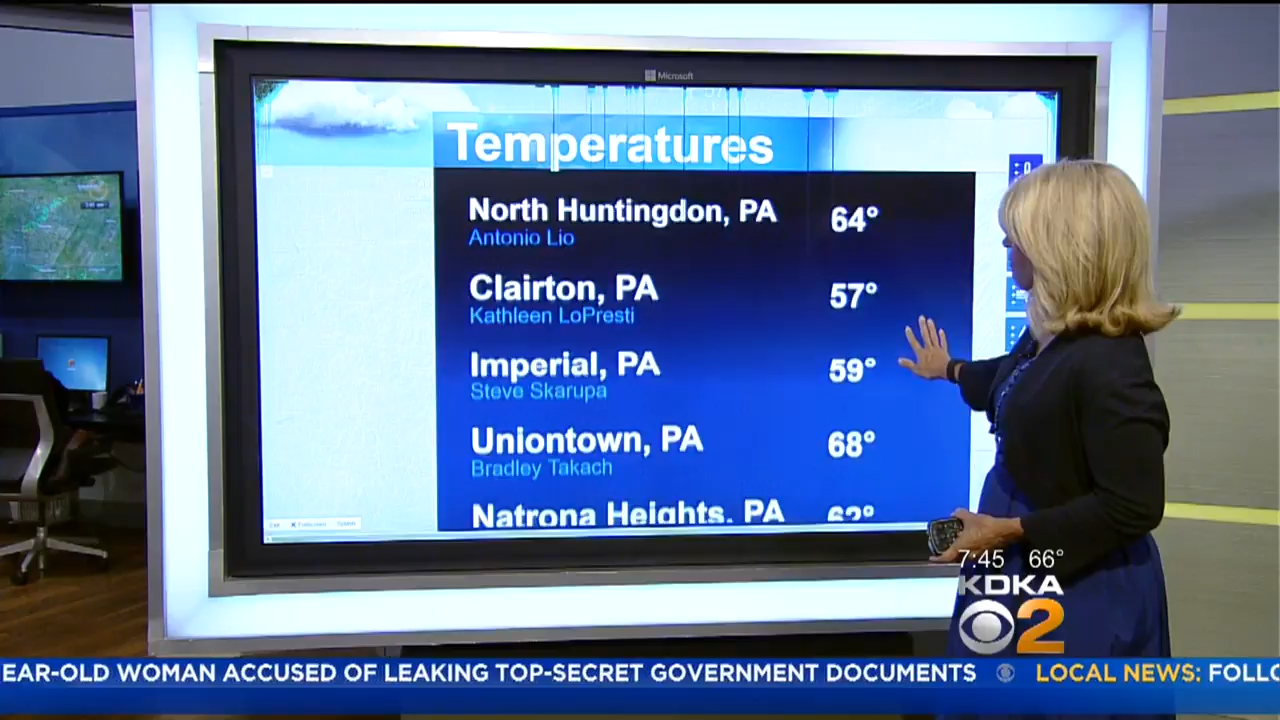 Microsoft
Temperatures
North Huntingdon, PA 64°
Antonio Lio
Clairton, PA 57°
Kathleen LoPresti
Imperial, PA 59°
Steve Skarupa
Uniontown, PA 68°
Bradley Takach
Natrona Heights, PA
7:45 66°
KDKA
2
EAR-OLD WOMAN ACCUSED OF LEAKING TOP-SECRET GOVERNMENT DOCUMENTS LOCAL NEWS: FOLLO